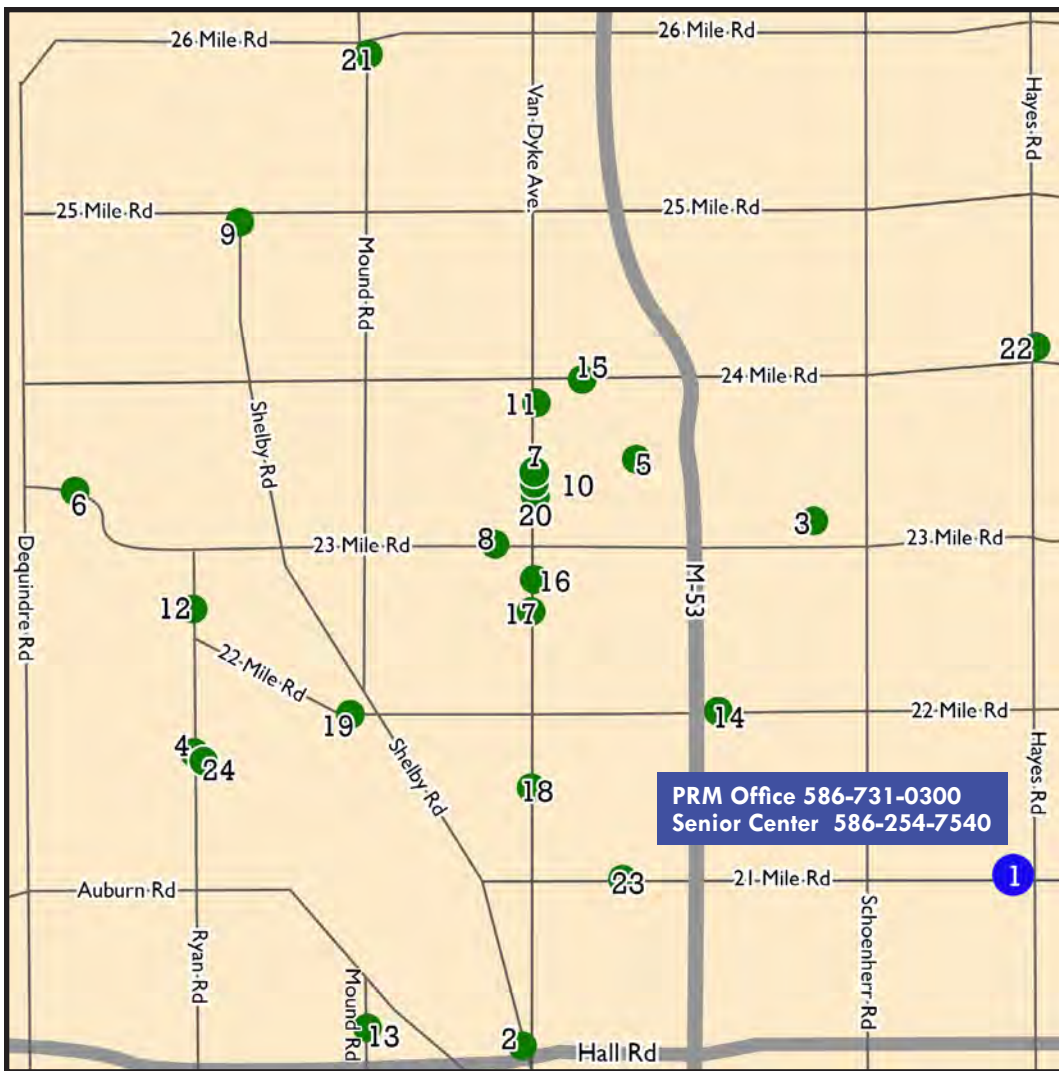 26 Mile Rd
26 Mile Rd
21
Van Dyke Ave.
Hayes Rd
25 Mile Rd
25 Mile Rd
9
Mound Rd
22
15
24 Mile Rd
11
Shelby Rd
7
5
10
6
20
3
8
23 Mile Rd
23 Mile Rd
Dequindre Rd
16
M-53
12
17
22 Mile Rd
19
14
22 Mile Rd
4
24
Shelby Rd
18
Hayes Rd
PRM Office 586-731-0300
Senior Center 586-254-7540
1
23
21 Mile Rd
Auburn Rd
Schoenherr Rd
Ryan Rd
Mound Rd
13
2
Hall Rd